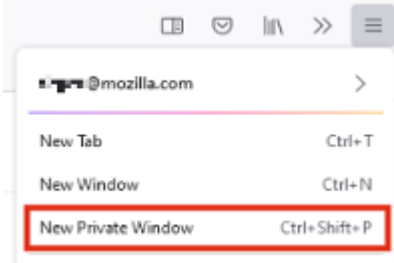 @mozilla.com
New Tab Ctrl+T
New Window Ctrl+N
New Private Window Ctrl+Shift+P